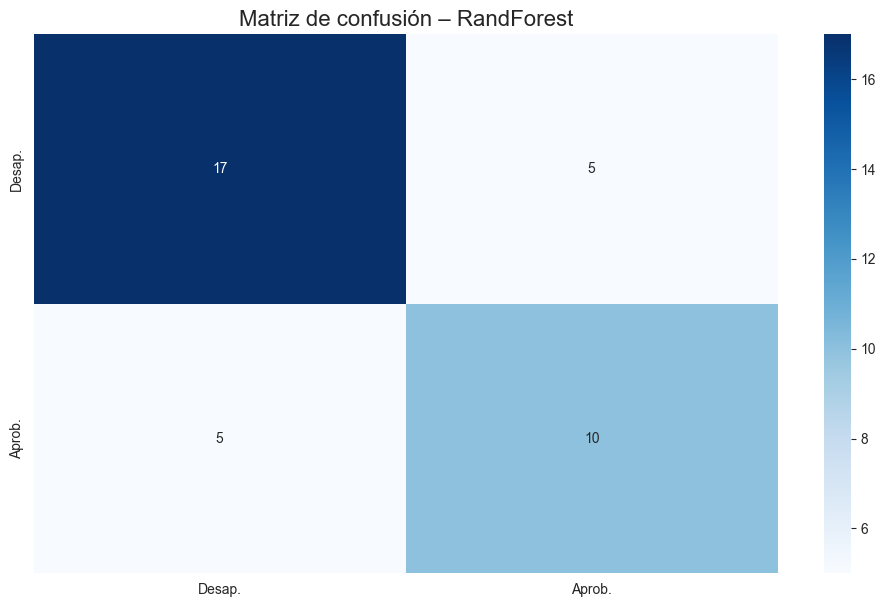 Matriz de confusión – RandForest
Desap.
17
5
Aprob.
5
10
Desap.
Aprob.
16
14
12
10
8
6